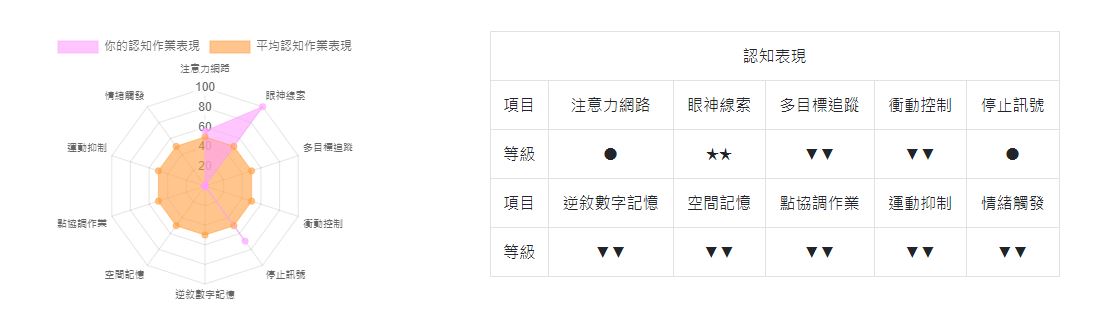 你的認知作業表現 平均認知作業表現
注意力網路
眼神線索
多目標追蹤
衝動控制
停止訊號
逆敘數字記憶
空間記憶
點協調作業
運動抑制
情緒觸發
100
80
60
40
20
認知表現
項目 注意力網路 眼神線索 多目標追蹤 衝動控制 停止訊號
等級 ● ★★ ▼▼ ▼▼ ●
項目 逆敘數字記憶 空間記憶 點協調作業 運動抑制 情緒觸發
等級 ▼▼ ▼▼ ▼▼ ▼▼ ▼▼